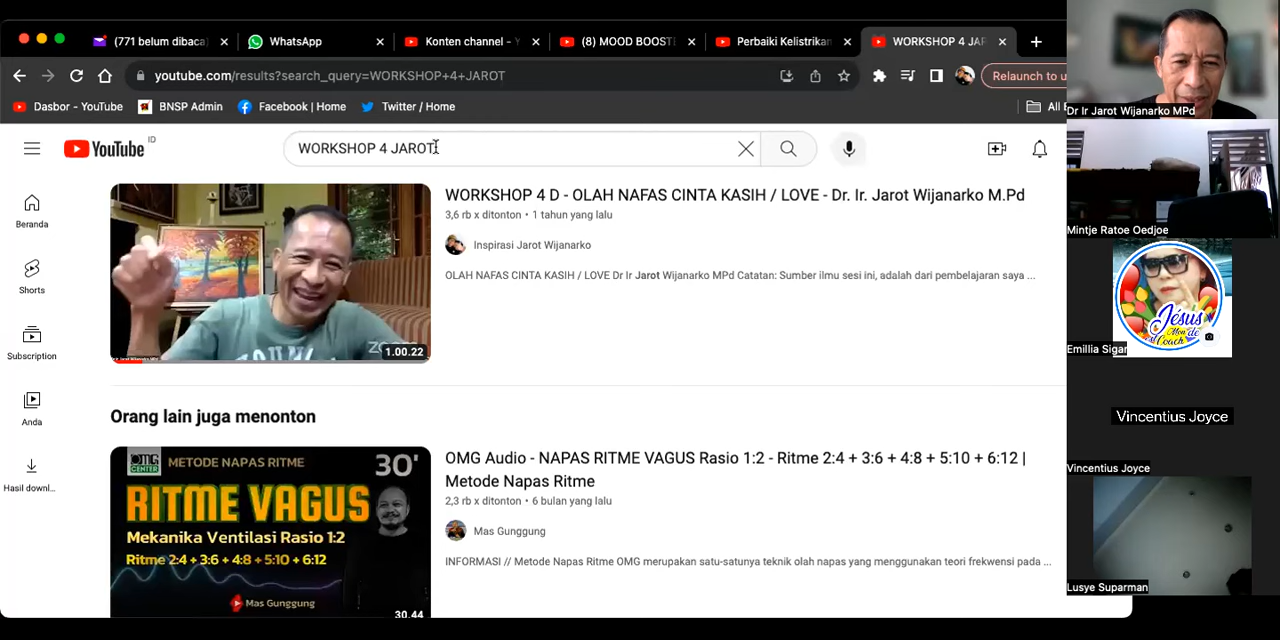 (771 belum dibaca)
WhatsApp
Konten channel - Y
(8) MOOD BOOST
Perbaiki Kelistrikan
WORKSHOP 4 JAR
youtube.com/results?search_query=WORKSHOP+4+JAROT
Relaunch to u
Dasbor - YouTube
BNSP Admin
Facebook | Home
Twitter / Home
All
YouTube ID
WORKSHOP 4 JAROT
Beranda
Shorts
Subscription
Anda
Hasil downl...
1.00.22
WORKSHOP 4 D - OLAH NAFAS CINTA KASIH / LOVE - Dr. Ir. Jarot Wijanarko M.Pd
3,6 rb x ditonton • 1 tahun yang lalu
Inspirasi Jarot Wijanarko
OLAH NAFAS CINTA KASIH / LOVE Dr Ir Jarot Wijanarko MPd Catatan: Sumber ilmu sesi ini, adalah dari pembelajaran saya ...
Orang lain juga menonton
OMG CENTER
METODE NAPAS RITME
30'
RITME VAGUS
Mekanika Ventilasi Rasio 1:2
Ritme 2:4 + 3:6 + 4:8 + 5:10 + 6:12
Mas Gunggung
30.44
OMG Audio - NAPAS RITME VAGUS Rasio 1:2 - Ritme 2:4 + 3:6 + 4:8 + 5:10 + 6:12 |
Metode Napas Ritme
2,3 rb x ditonton • 6 bulan yang lalu
Mas Gunggung
INFORMASI // Metode Napas Ritme OMG merupakan satu-satunya teknik olah napas yang menggunakan teori frekwensi pada ...
Dr Ir Jarot Wijanarko MPd
Mintje Ratoe Oedjoe
Jésus
Mon
de
Coach
Emillia Sigar
Vincentius Joyce
Vincentius Joyce
Lusye Suparman